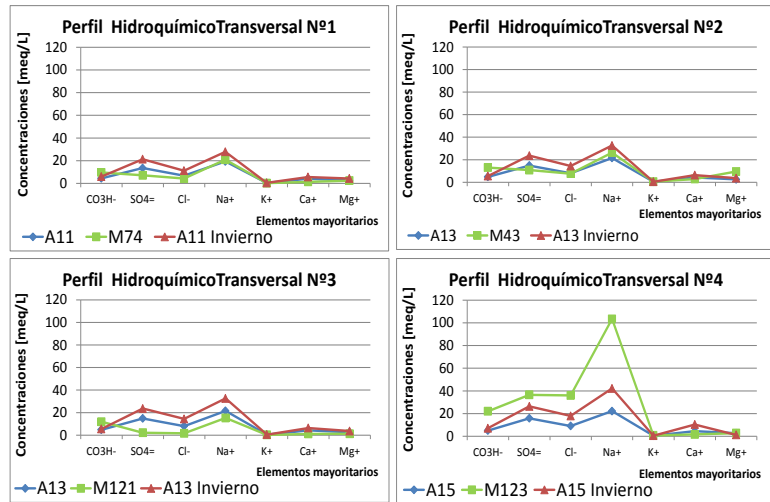 Perfil HidroquímicoTransversal Nº1
Concentraciones [meq/L]
120
100
80
60
40
20
0
CO3H- SO4= Cl- Na+ K+ Ca+ Mg+
Elementos mayoritarios
A11 M74 A11 Invierno
Perfil HidroquímicoTransversal Nº2
Concentraciones [meq/L]
120
100
80
60
40
20
0
CO3H- SO4= Cl- Na+ K+ Ca+ Mg+
Elementos mayoritarios
A13 M43 A13 Invierno
Perfil HidroquímicoTransversal Nº3
Concentraciones [meq/L]
120
100
80
60
40
20
0
CO3H- SO4= Cl- Na+ K+ Ca+ Mg+
Elementos mayoritarios
A13 M121 A13 Invierno
Perfil HidroquímicoTransversal Nº4
Concentraciones [meq/L]
120
100
80
60
40
20
0
CO3H- SO4= Cl- Na+ K+ Ca+ Mg+
Elementos mayoritarios
A15 M123 A15 Invierno